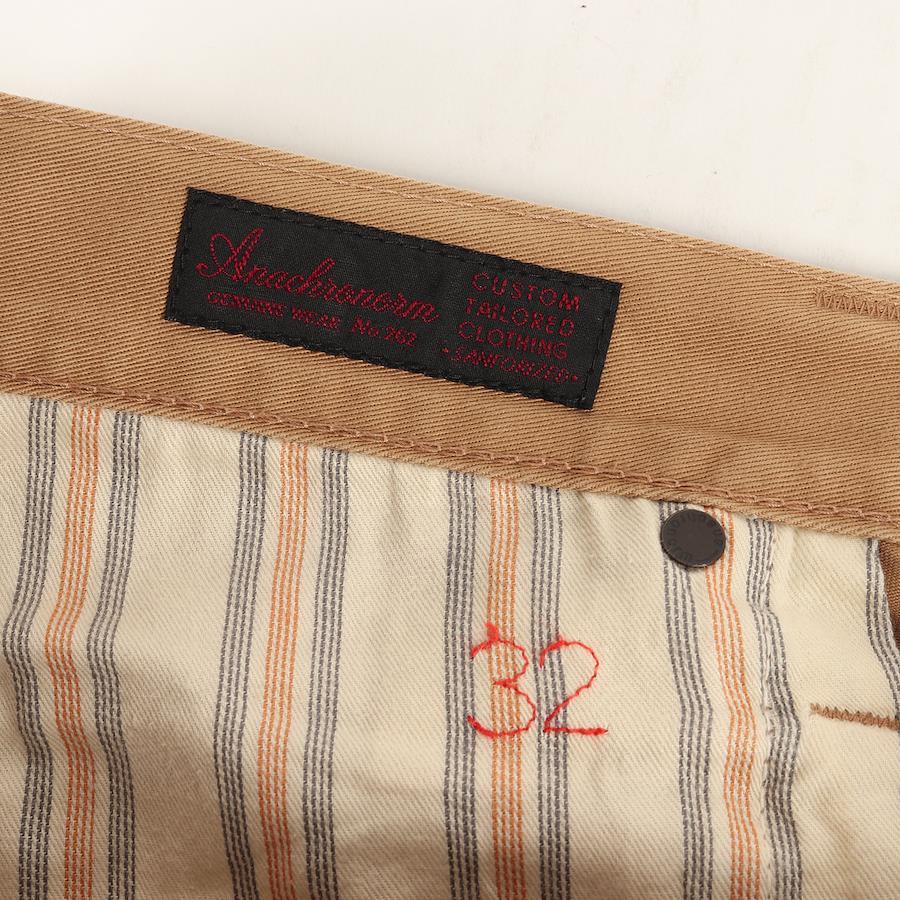 Anachronorm
GENUINE WEAR No.262
CUSTOM
TAILORED
CLOTHING
•SANFORIZED•
32